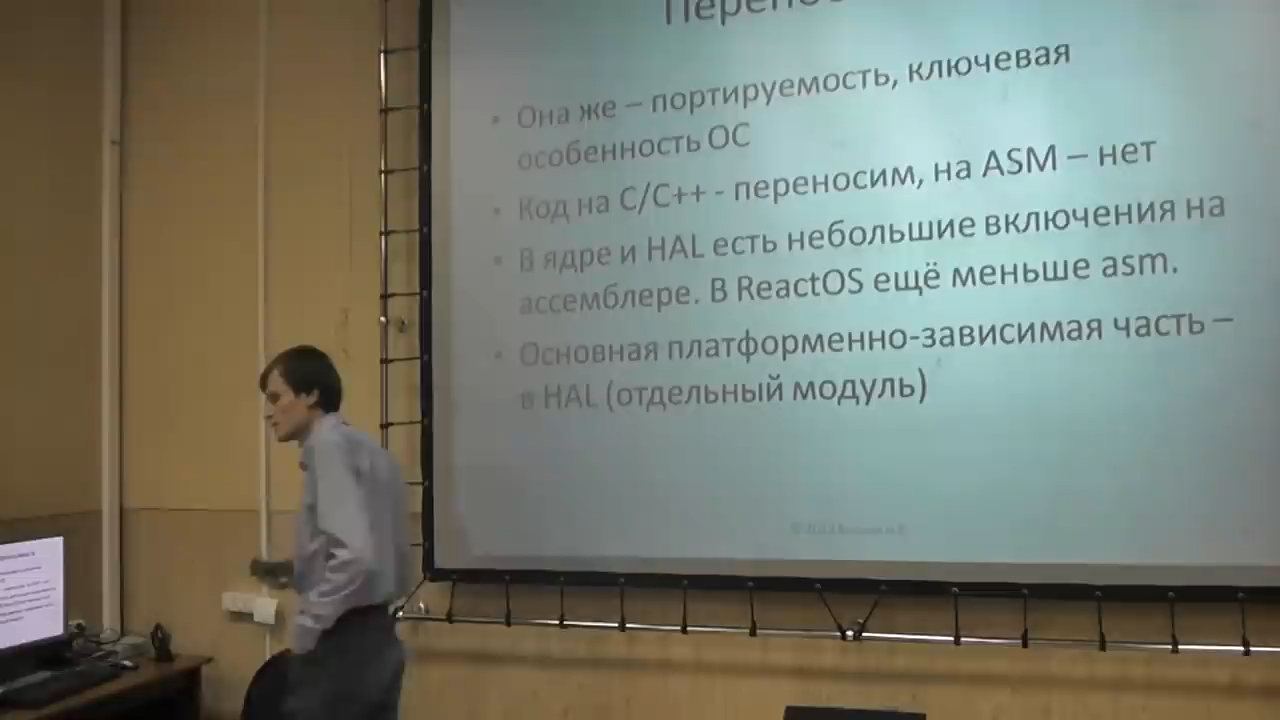 • Она же – портируемость, ключевая
особенность ОС
• Код на С/С++ - переносим, на ASM – нет
• В ядре и HAL есть небольшие включения на
ассемблере. В ReactOS ещё меньше asm.
• Основная платформенно-зависимая часть –
в HAL (отдельный модуль)